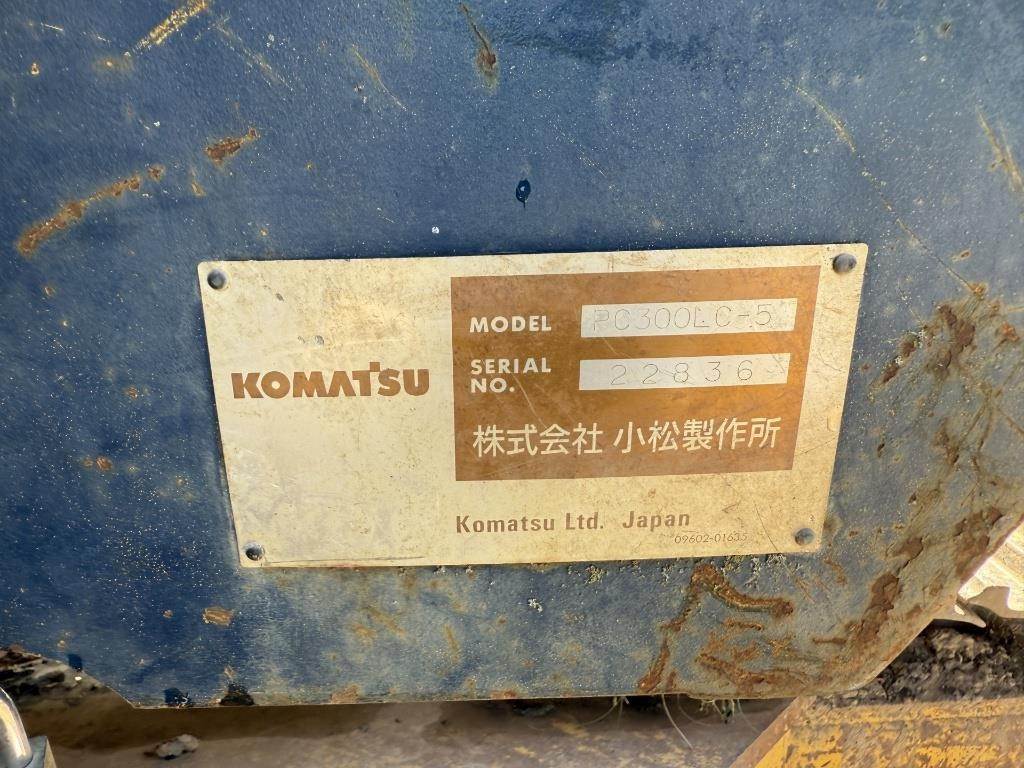 KOMATSU
MODEL PC300LC-5
SERIAL NO. 22836
株式会社 小松製作所
Komatsu Ltd. Japan
09602-01635